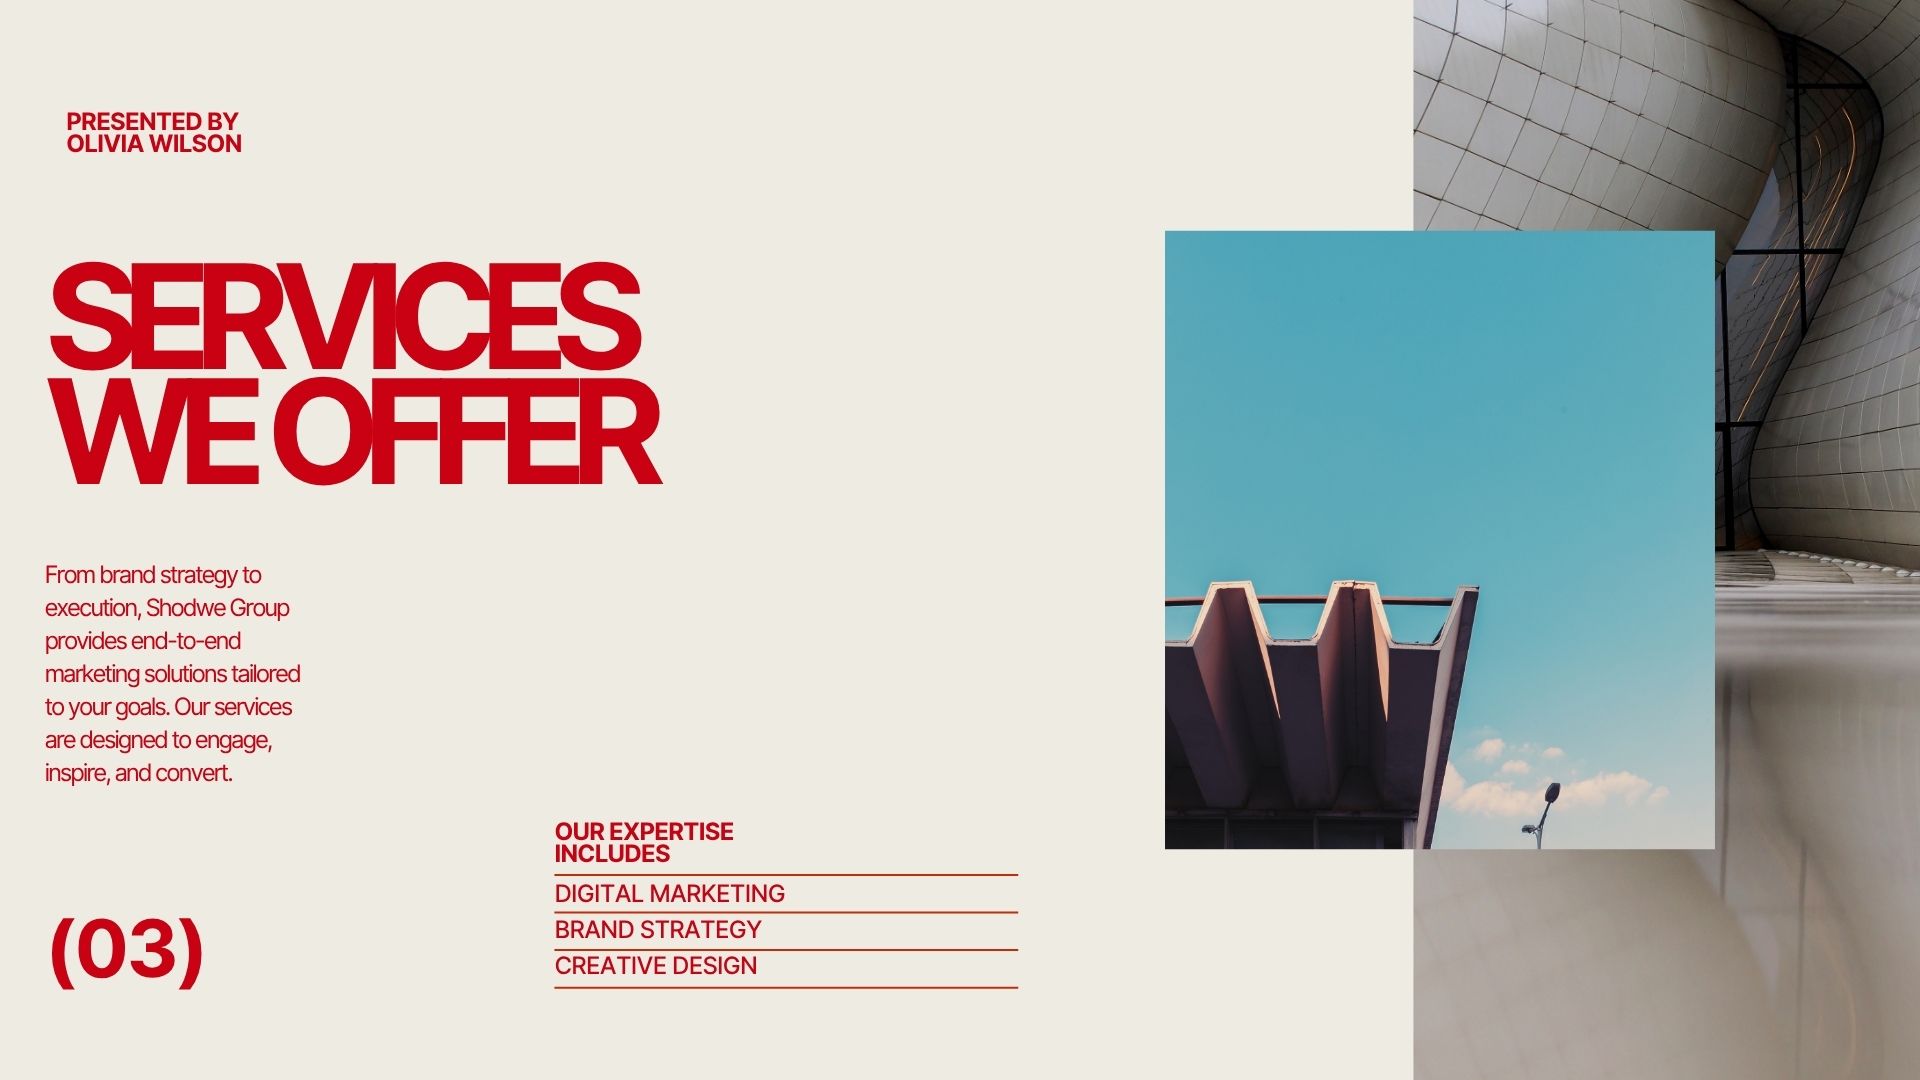 PRESENTED BY
OLIVIA WILSON
SERVICES
WE OFFER
From brand strategy to
execution, Shodwe Group
provides end-to-end
marketing solutions tailored
to your goals. Our services
are designed to engage,
inspire, and convert.
(03)
OUR EXPERTISE
INCLUDES
DIGITAL MARKETING
BRAND STRATEGY
CREATIVE DESIGN